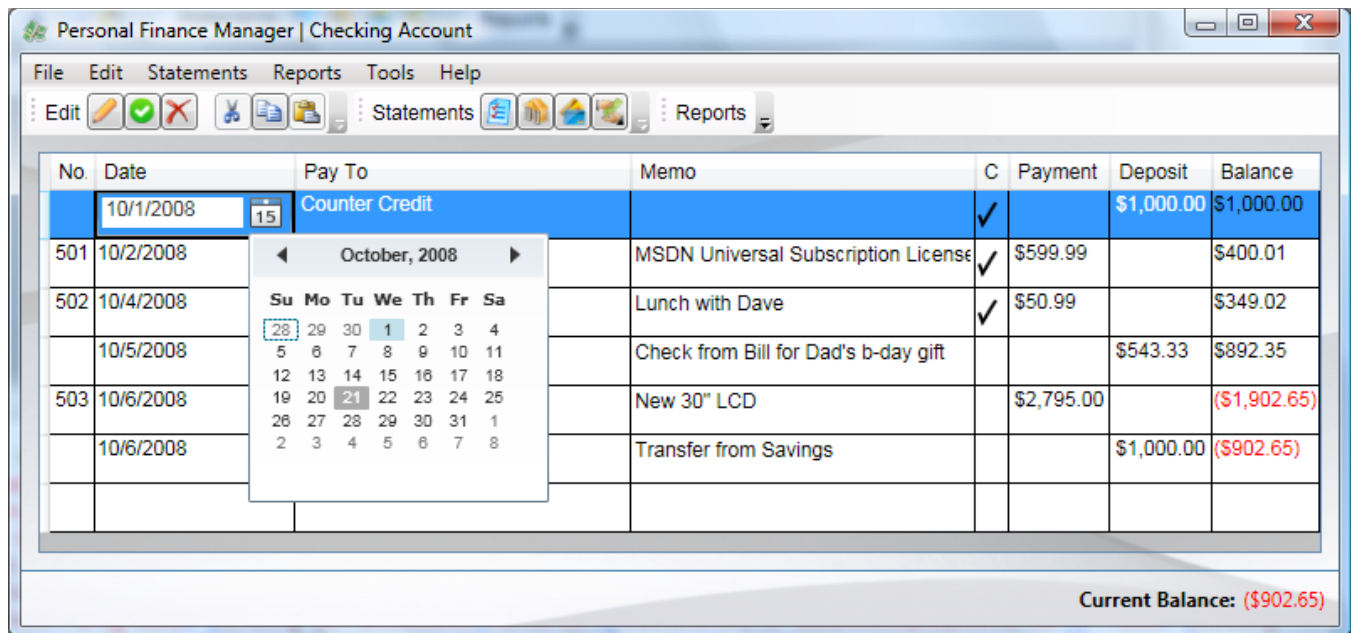 Personal Finance Manager | Checking Account
File Edit Statements Reports Tools Help
Edit Statements Reports
No. Date Pay To Memo C Payment Deposit Balance
10/1/2008 15 Counter Credit $1,000.00 $1,000.00
501 10/2/2008 MSDN Universal Subscription License $599.99 $400.01
502 10/4/2008 Lunch with Dave $50.99 $349.02
10/5/2008 Check from Bill for Dad's b-day gift $543.33 $892.35
503 10/6/2008 New 30" LCD $2,795.00 ($1,902.65)
10/6/2008 Transfer from Savings $1,000.00 ($902.65)
October, 2008
Su Mo Tu We Th Fr Sa
28 29 30 1 2 3 4
5 6 7 8 9 10 11
12 13 14 15 16 17 18
19 20 21 22 23 24 25
26 27 28 29 30 31 1
2 3 4 5 6 7 8
Current Balance: ($902.65)